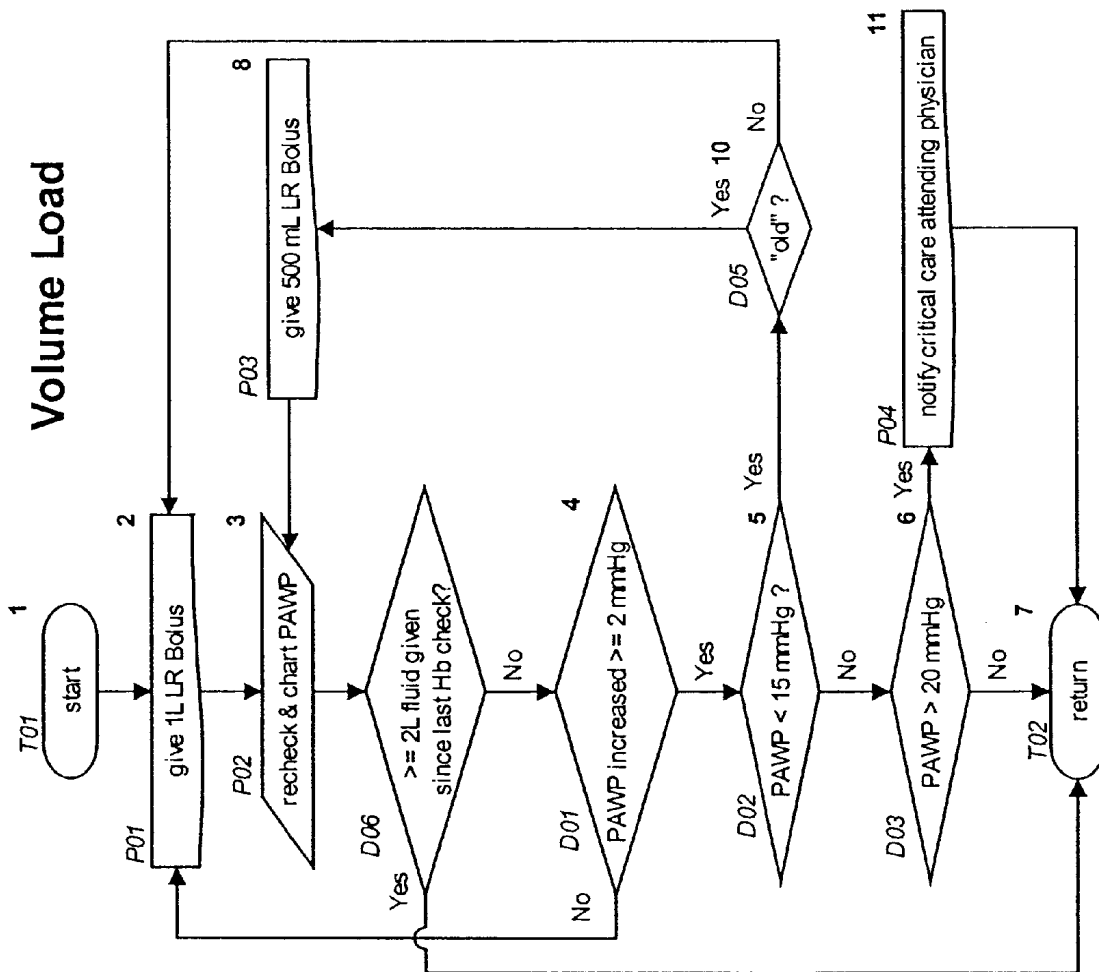 Volume Load
T01
1
start
P01
2
give 1L LR Bolus
P02
3
recheck & chart PAWP
P03
8
give 500 mL LR Bolus
D06
>= 2L fluid given
since last Hb check?
Yes
No
D01
4
PAWP increased >= 2 mmHg
No
Yes
D02
5
PAWP < 15 mmHg ?
Yes
No
D05
Yes 10
"old" ?
No
D03
6
PAWP > 20 mmHg
Yes
No
P04
11
notify critical care attending physician
T02
7
return